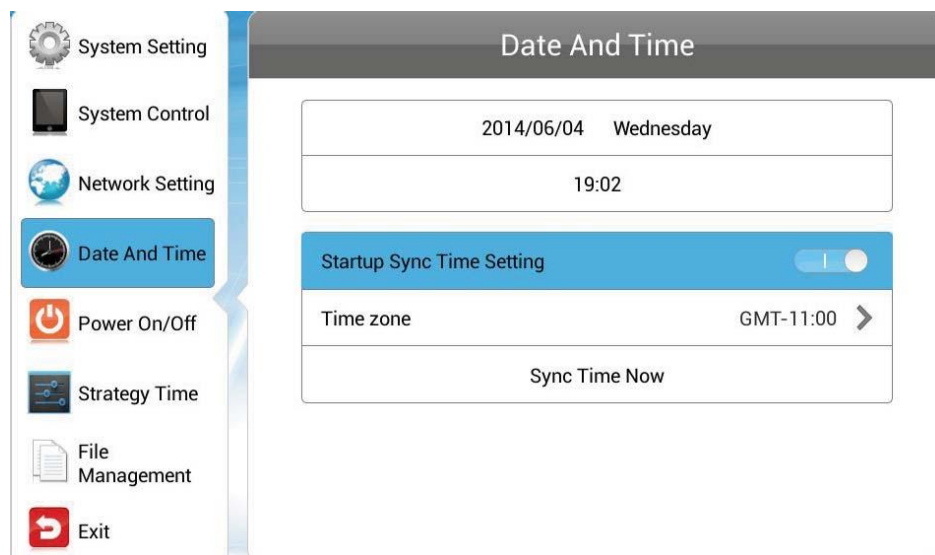 System Setting
System Control
Network Setting
Date And Time
Power On/Off
Strategy Time
File
Management
Exit
Date And Time
2014/06/04 Wednesday
19:02
Startup Sync Time Setting
Time zone GMT-11:00
Sync Time Now